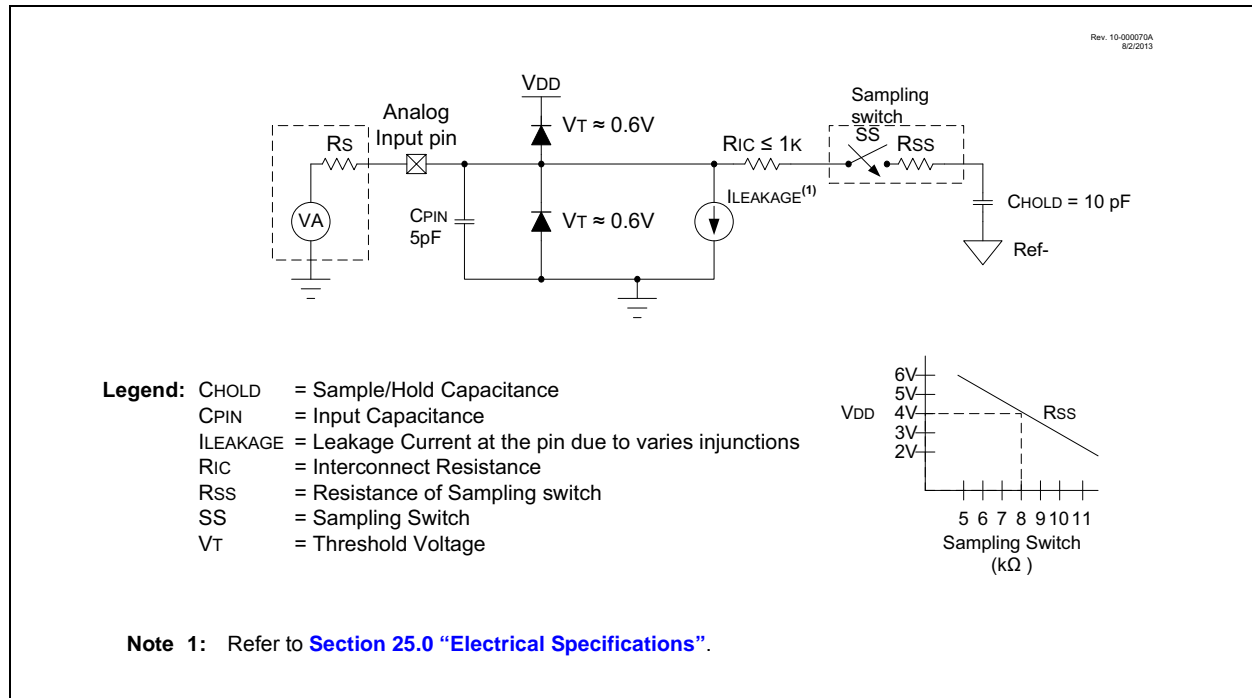 Rev. 10-000070A
8/2/2013
VDD
Analog
Input pin
VT ≈ 0.6V
Sampling
switch
SS
RSS
RS
RIC ≤ 1K
ILEAKAGE(1)
VA
CPIN
5pF
VT ≈ 0.6V
CHOLD = 10 pF
Ref-
Legend: CHOLD = Sample/Hold Capacitance
CPIN = Input Capacitance
ILEAKAGE = Leakage Current at the pin due to varies injunctions
RIC = Interconnect Resistance
RSS = Resistance of Sampling switch
SS = Sampling Switch
VT = Threshold Voltage
6V
5V
VDD 4V RSS
3V
2V
5 6 7 8 9 10 11
Sampling Switch
(kΩ )
Note 1: Refer to Section 25.0 “Electrical Specifications”.